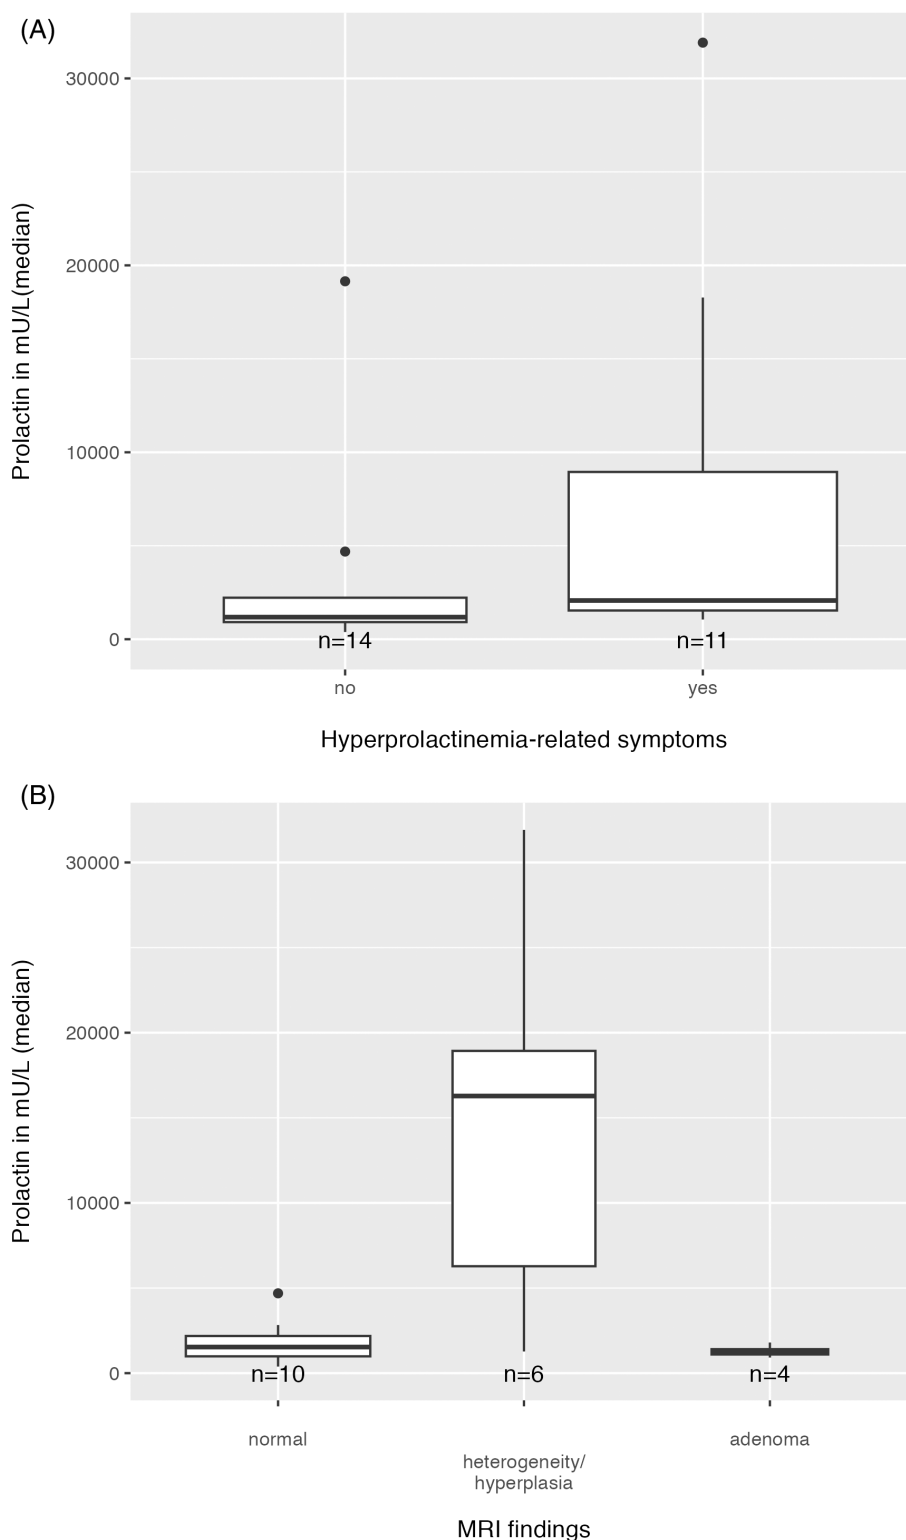 (A)
Prolactin in mU/L(median)
30000
20000
10000
0
n=14
n=11
no
yes
Hyperprolactinemia-related symptoms
(B)
Prolactin in mU/L (median)
30000
20000
10000
0
n=10
n=6
n=4
normal
adenoma
heterogeneity/
hyperplasia
MRI findings